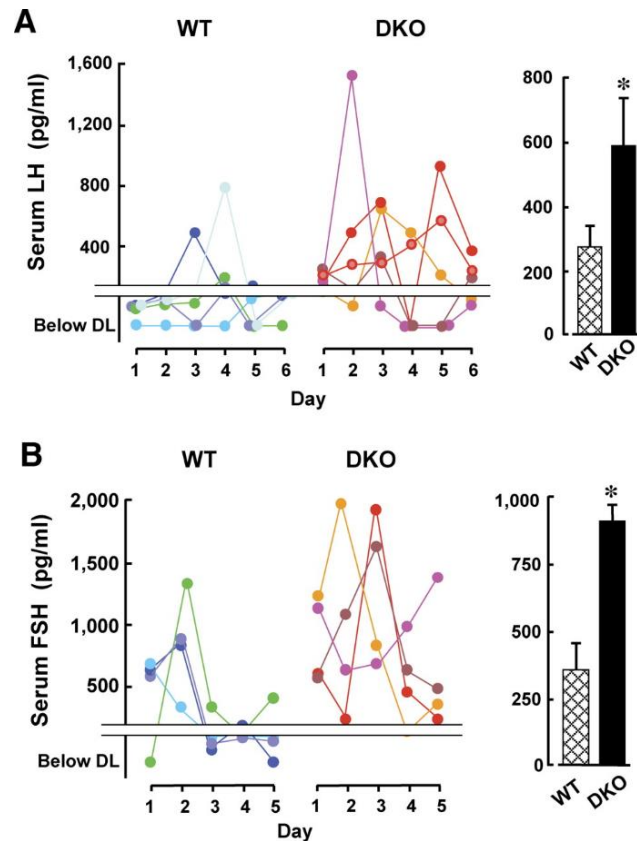 A
WT
DKO
Serum LH (pg/ml)
1,600
1,200
800
400
Below DL
1 2 3 4 5 6
1 2 3 4 5 6
Day
800
600
400
200
0
*
WT
DKO
B
WT
DKO
Serum FSH (pg/ml)
2,000
1,500
1,000
500
Below DL
1 2 3 4 5
1 2 3 4 5
Day
1,000
750
500
250
0
*
WT
DKO